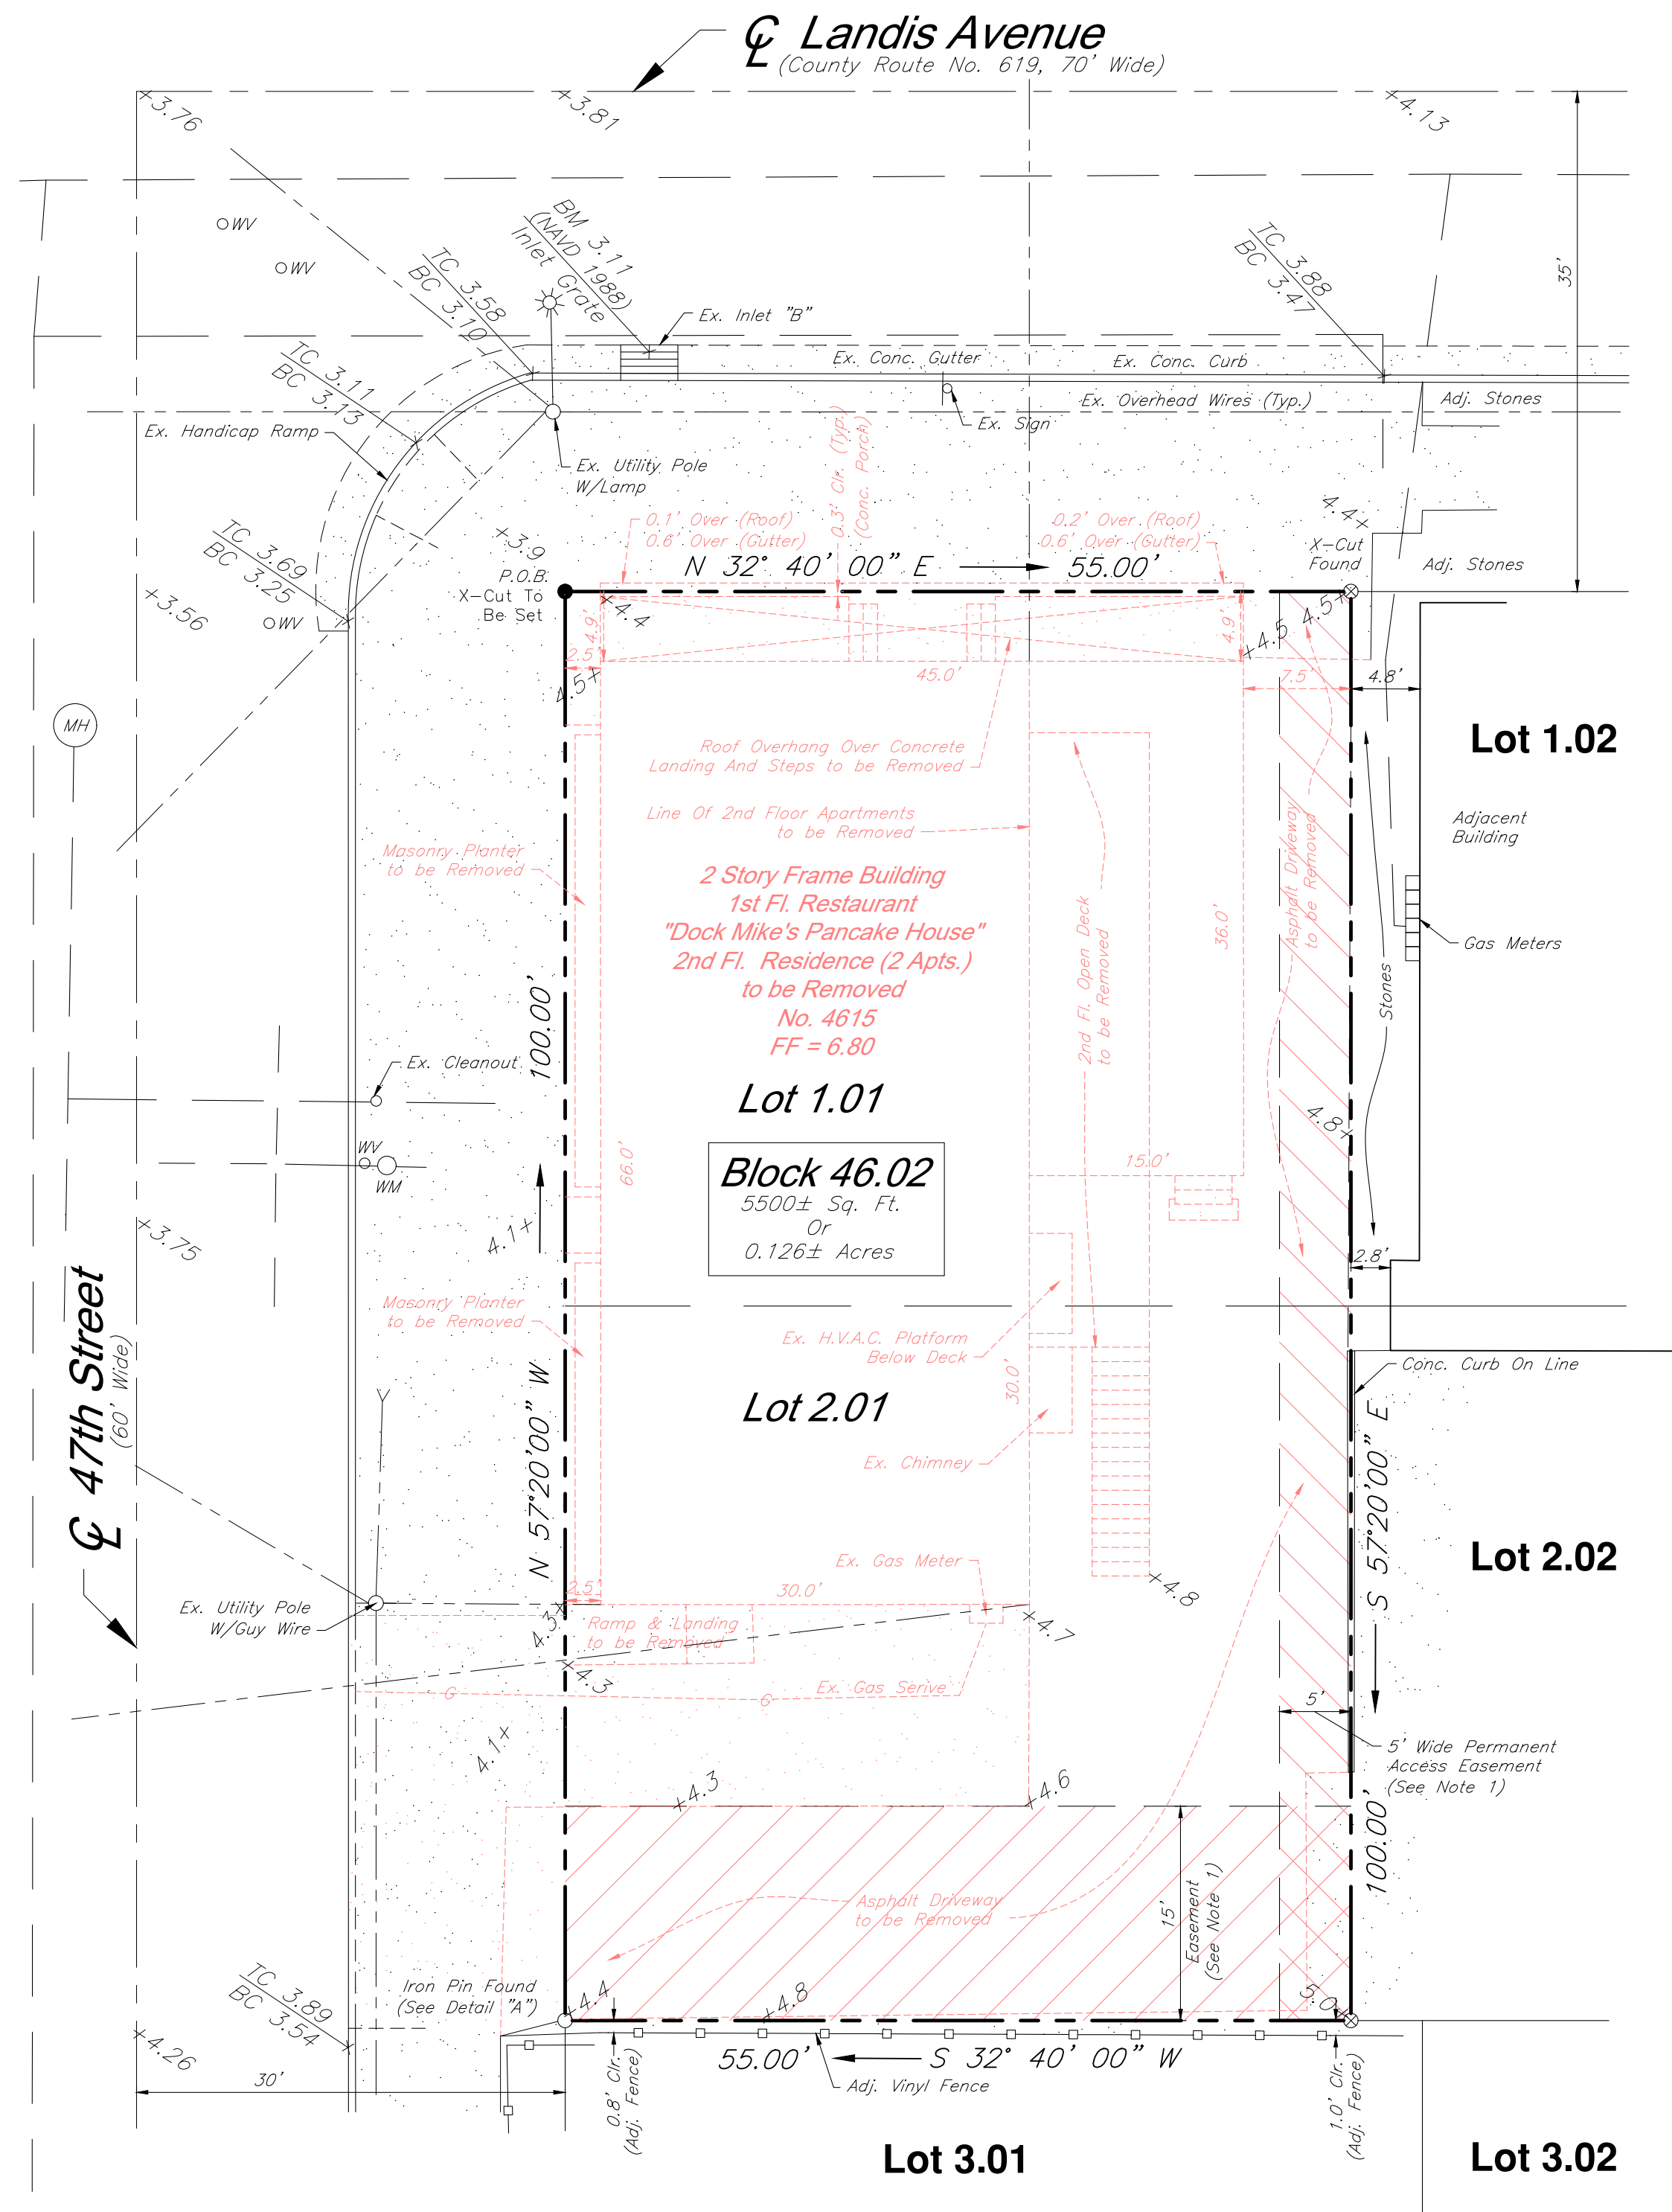 ℄ Landis Avenue
(County Route No. 619, 70' Wide)
+3.76
+3.81
+4.13
WV
WV
BM 3.11
(NAVD 1988)
Inlet Grate
TC 3.58
BC 3.10
TC 3.88
BC 3.47
35'
Ex. Inlet "B"
TC 3.11
BC 3.13
Ex. Conc. Gutter
Ex. Conc. Curb
Ex. Overhead Wires (Typ.)
Adj. Stones
Ex. Handicap Ramp
Ex. Sign
Ex. Utility Pole
W/Lamp
0.3' Clr. (Typ.)
(Conc. Porch)
0.1' Over (Roof)
0.6' Over (Gutter)
0.2' Over (Roof)
0.6' Over (Gutter)
4.4+
X-Cut
Found
Adj. Stones
TC 3.69
BC 3.25
+3.9
N 32° 40' 00" E
55.00'
P.O.B.
X-Cut To
Be Set
+3.56
WV
+4.4
4.9'
4.9'
+4.5
4.5+
2.5'
4.5+
45.0'
7.5'
4.8'
MH
Lot 1.02
Roof Overhang Over Concrete
Landing And Steps to be Removed
Line Of 2nd Floor Apartments
to be Removed
Adjacent
Building
Masonry Planter
to be Removed
2 Story Frame Building
1st Fl. Restaurant
"Dock Mike's Pancake House"
2nd Fl. Residence (2 Apts.)
to be Removed
No. 4615
FF = 6.80
2nd Fl. Open Deck
to be Removed
36.0'
Asphalt Driveway
to be Removed
Gas Meters
Stones
100.00'
Ex. Cleanout
Lot 1.01
4.8+
WV
WM
66.0'
15.0'
Block 46.02
5500± Sq. Ft.
Or
0.126± Acres
4.1+
+3.75
2.8'
℄ 47th Street
(60' Wide)
Masonry Planter
to be Removed
Ex. H.V.A.C. Platform
Below Deck
Conc. Curb On Line
30.0'
N 57°20'00" W
Lot 2.01
S 57°20'00" E
Ex. Chimney
Lot 2.02
Ex. Gas Meter
2.5'
30.0'
+4.8
Ex. Utility Pole
W/Guy Wire
4.3+
Ramp & Landing
to be Removed
+4.7
+4.3
G
G
Ex. Gas Serive
5'
4.1+
5' Wide Permanent
Access Easement
(See Note 1)
+4.3
+4.6
100.00'
Asphalt Driveway
to be Removed
15'
Easement
(See Note 1)
TC 3.89
BC 3.54
Iron Pin Found
(See Detail "A")
+4.4
+4.8
5.0+
+4.26
30'
0.8' Clr.
(Adj. Fence)
55.00'
S 32° 40' 00" W
Adj. Vinyl Fence
1.0' Clr.
(Adj. Fence)
Lot 3.01
Lot 3.02